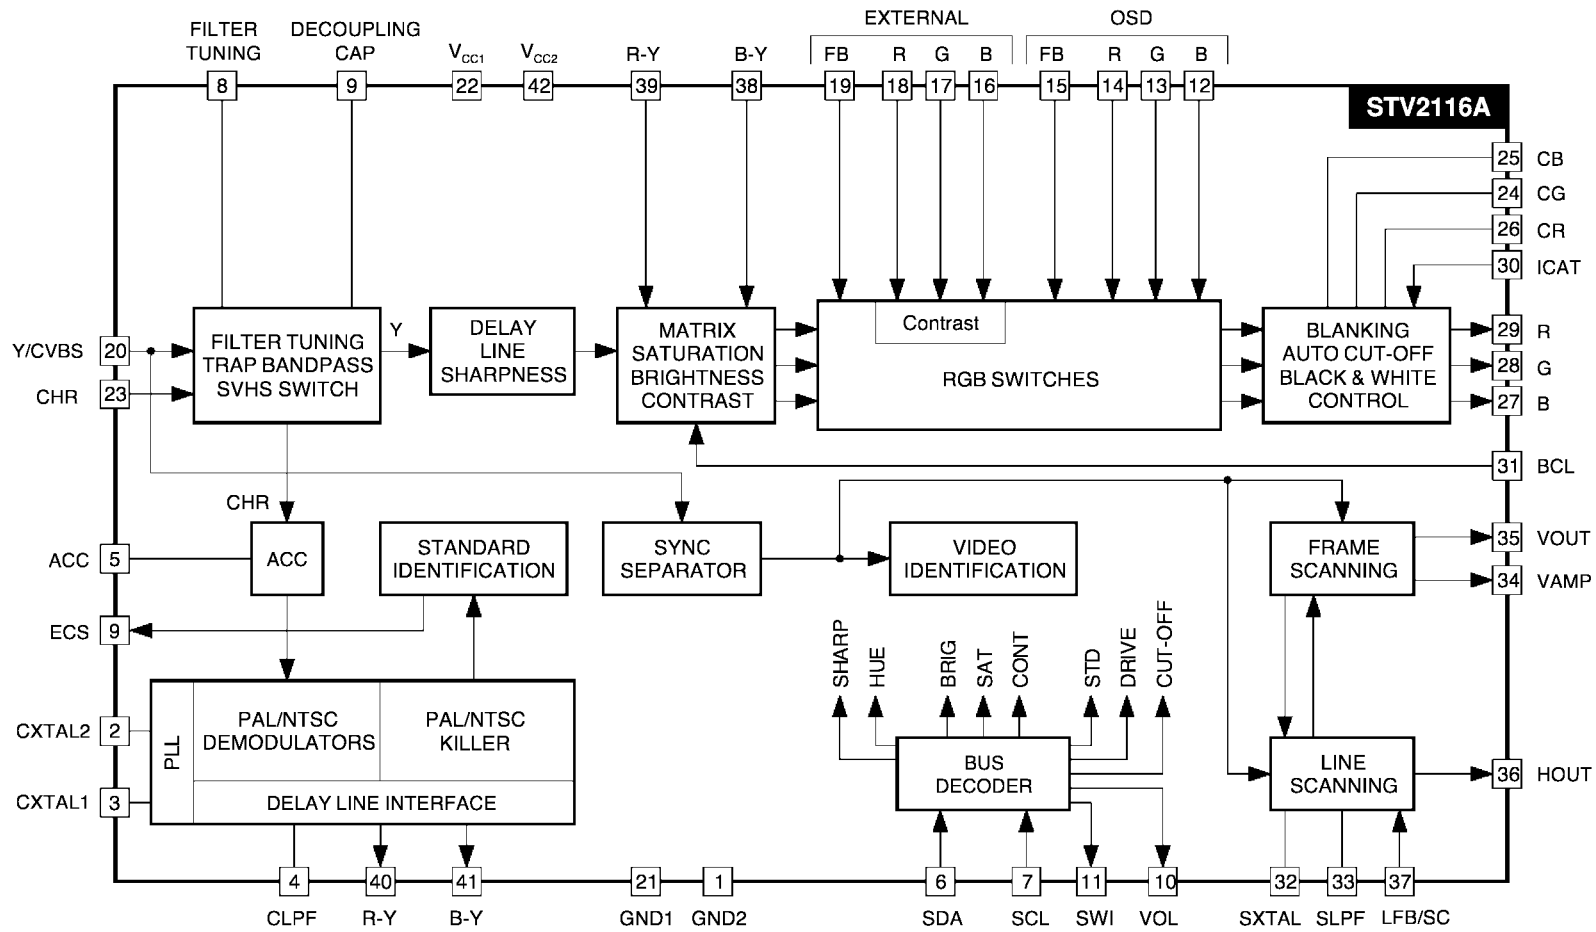 EXTERNAL
OSD
FILTER
TUNING
DECOUPLING
CAP
VCC1
VCC2
R-Y
B-Y
FB
R
G
B
FB
R
G
B
8
9
22
42
39
38
19
18
17
16
15
14
13
12
STV2116A
25
CB
24
CG
26
CR
30
ICAT
Y/CVBS
20
CHR
23
FILTER TUNING
TRAP BANDPASS
SVHS SWITCH
Y
DELAY
LINE
SHARPNESS
MATRIX
SATURATION
BRIGHTNESS
CONTRAST
Contrast
RGB SWITCHES
BLANKING
AUTO CUT-OFF
BLACK & WHITE
CONTROL
29
R
28
G
27
B
31
BCL
CHR
ACC
5
ACC
STANDARD
IDENTIFICATION
SYNC
SEPARATOR
VIDEO
IDENTIFICATION
FRAME
SCANNING
35
VOUT
34
VAMP
ECS
9
SHARP
HUE
BRIG
SAT
CONT
STD
DRIVE
CUT-OFF
CXTAL2
2
CXTAL1
3
PLL
PAL/NTSC
DEMODULATORS
PAL/NTSC
KILLER
DELAY LINE INTERFACE
BUS
DECODER
LINE
SCANNING
36
HOUT
4
40
41
21
1
6
7
11
10
32
33
37
CLPF
R-Y
B-Y
GND1
GND2
SDA
SCL
SWI
VOL
SXTAL
SLPF
LFB/SC